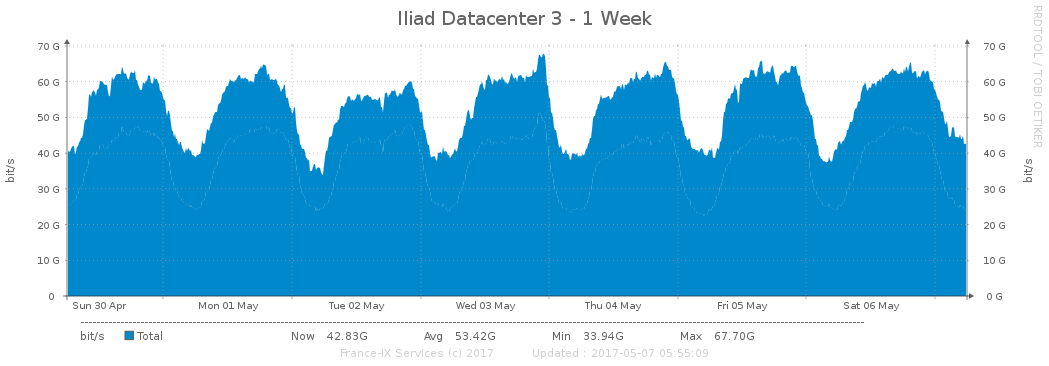 Iliad Datacenter 3 - 1 Week
RRDTOOL / TOBI OETIKER
bit/s
70 G 70 G
60 G 60 G
50 G 50 G
40 G 40 G
30 G 30 G
20 G 20 G
10 G 10 G
0 0 G
bit/s
Sun 30 Apr Mon 01 May Tue 02 May Wed 03 May Thu 04 May Fri 05 May Sat 06 May
bit/s Total Now 42.83G Avg 53.42G Min 33.94G Max 67.70G
France-IX Services (c) 2017 Updated : 2017-05-07 05:55:09